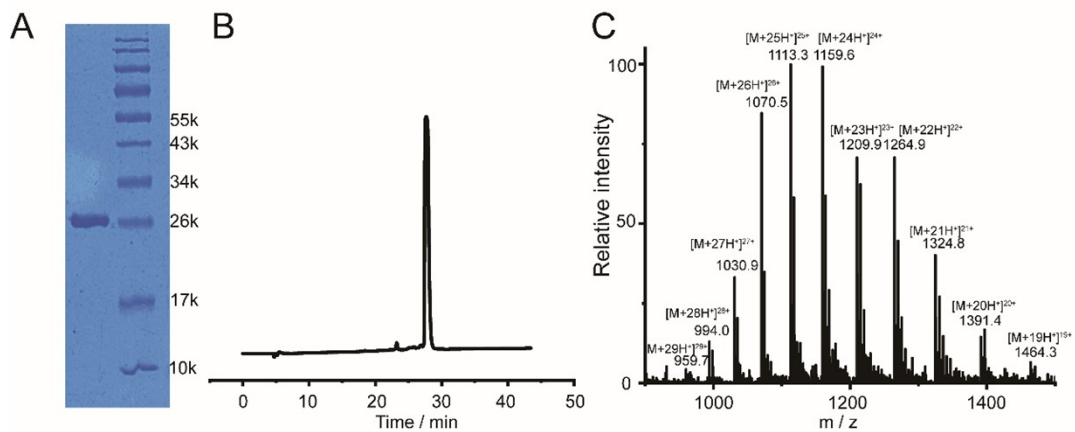 A
B
C
55k
43k
34k
26k
17k
10k
0
10
20
30
40
50
Time / min
[M+25H⁺]²⁵⁺
1113.3
[M+24H⁺]²⁴⁺
1159.6
[M+26H⁺]²⁶⁺
1070.5
[M+23H⁺]²³⁺
1209.9
[M+22H⁺]²²⁺
1264.9
[M+27H⁺]²⁷⁺
1030.9
[M+21H⁺]²¹⁺
1324.8
[M+28H⁺]²⁸⁺
994.0
[M+20H⁺]²⁰⁺
1391.4
M+29H⁺]²⁹⁺
959.7
[M+19H⁺]¹⁹⁺
1464.3
100
50
0
Relative intensity
1000
1200
1400
m / z